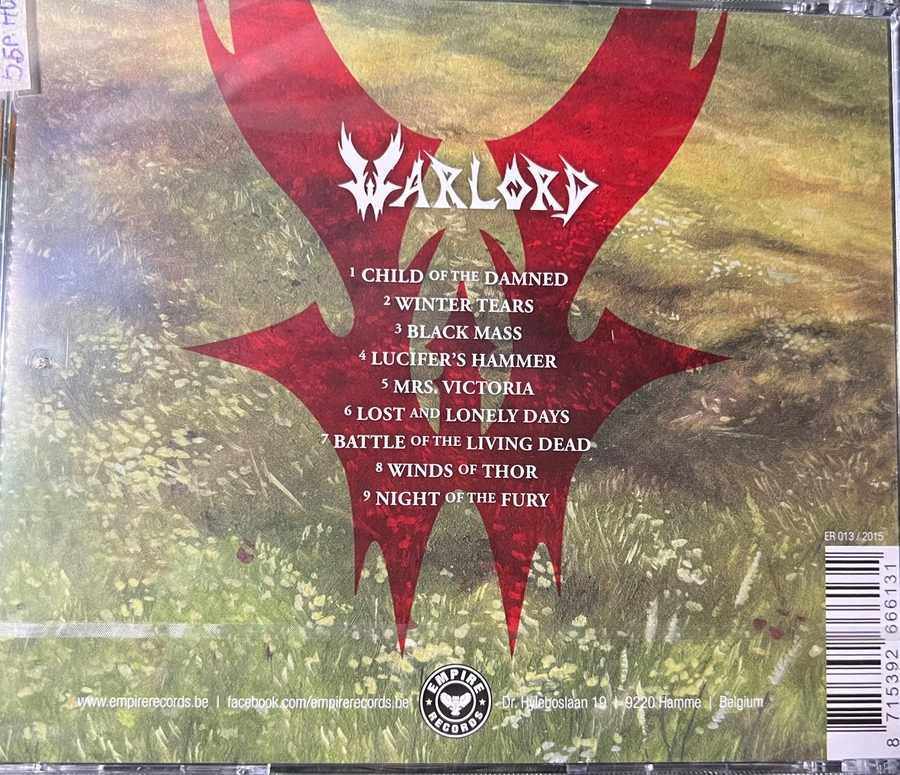 WARLORD
1 CHILD OF THE DAMNED
2 WINTER TEARS
3 BLACK MASS
4 LUCIFER'S HAMMER
5 MRS. VICTORIA
6 LOST AND LONELY DAYS
7 BATTLE OF THE LIVING DEAD
8 WINDS OF THOR
9 NIGHT OF THE FURY
ER 013 / 2015
8 715392 666131
www.empirerecords.be | facebook.com/empirerecords.be
EMPIRE RECORDS
Dr. Hyleboslaan 19 | 9220 Hamme | Belgium